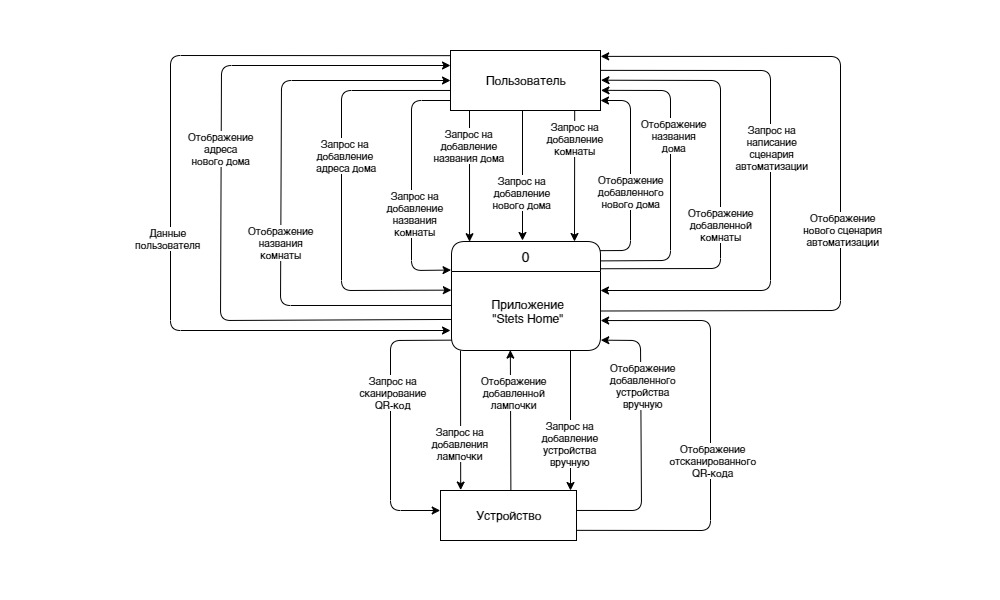 Пользователь
Отображение
адреса
нового дома
Запрос на
добавление
адреса дома
Запрос на
добавление
названия дома
Запрос на
добавление
комнаты
Отображение
названия
дома
Запрос на
написание
сценария
автоматизации
Запрос на
добавление
названия
комнаты
Запрос на
добавление
нового дома
Отображение
добавленного
нового дома
Данные
пользователя
Отображение
названия
комнаты
Отображение
добавленной
комнаты
Отображение
нового сценария
автоматизации
0
Приложение
"Stets Home"
Запрос на
сканирование
QR-код
Отображение
добавленной
лампочки
Отображение
добавленного
устройства
вручную
Запрос на
добавления
лампочки
Запрос на
добавление
устройства
вручную
Отображение
отсканированного
QR-кода
Устройство